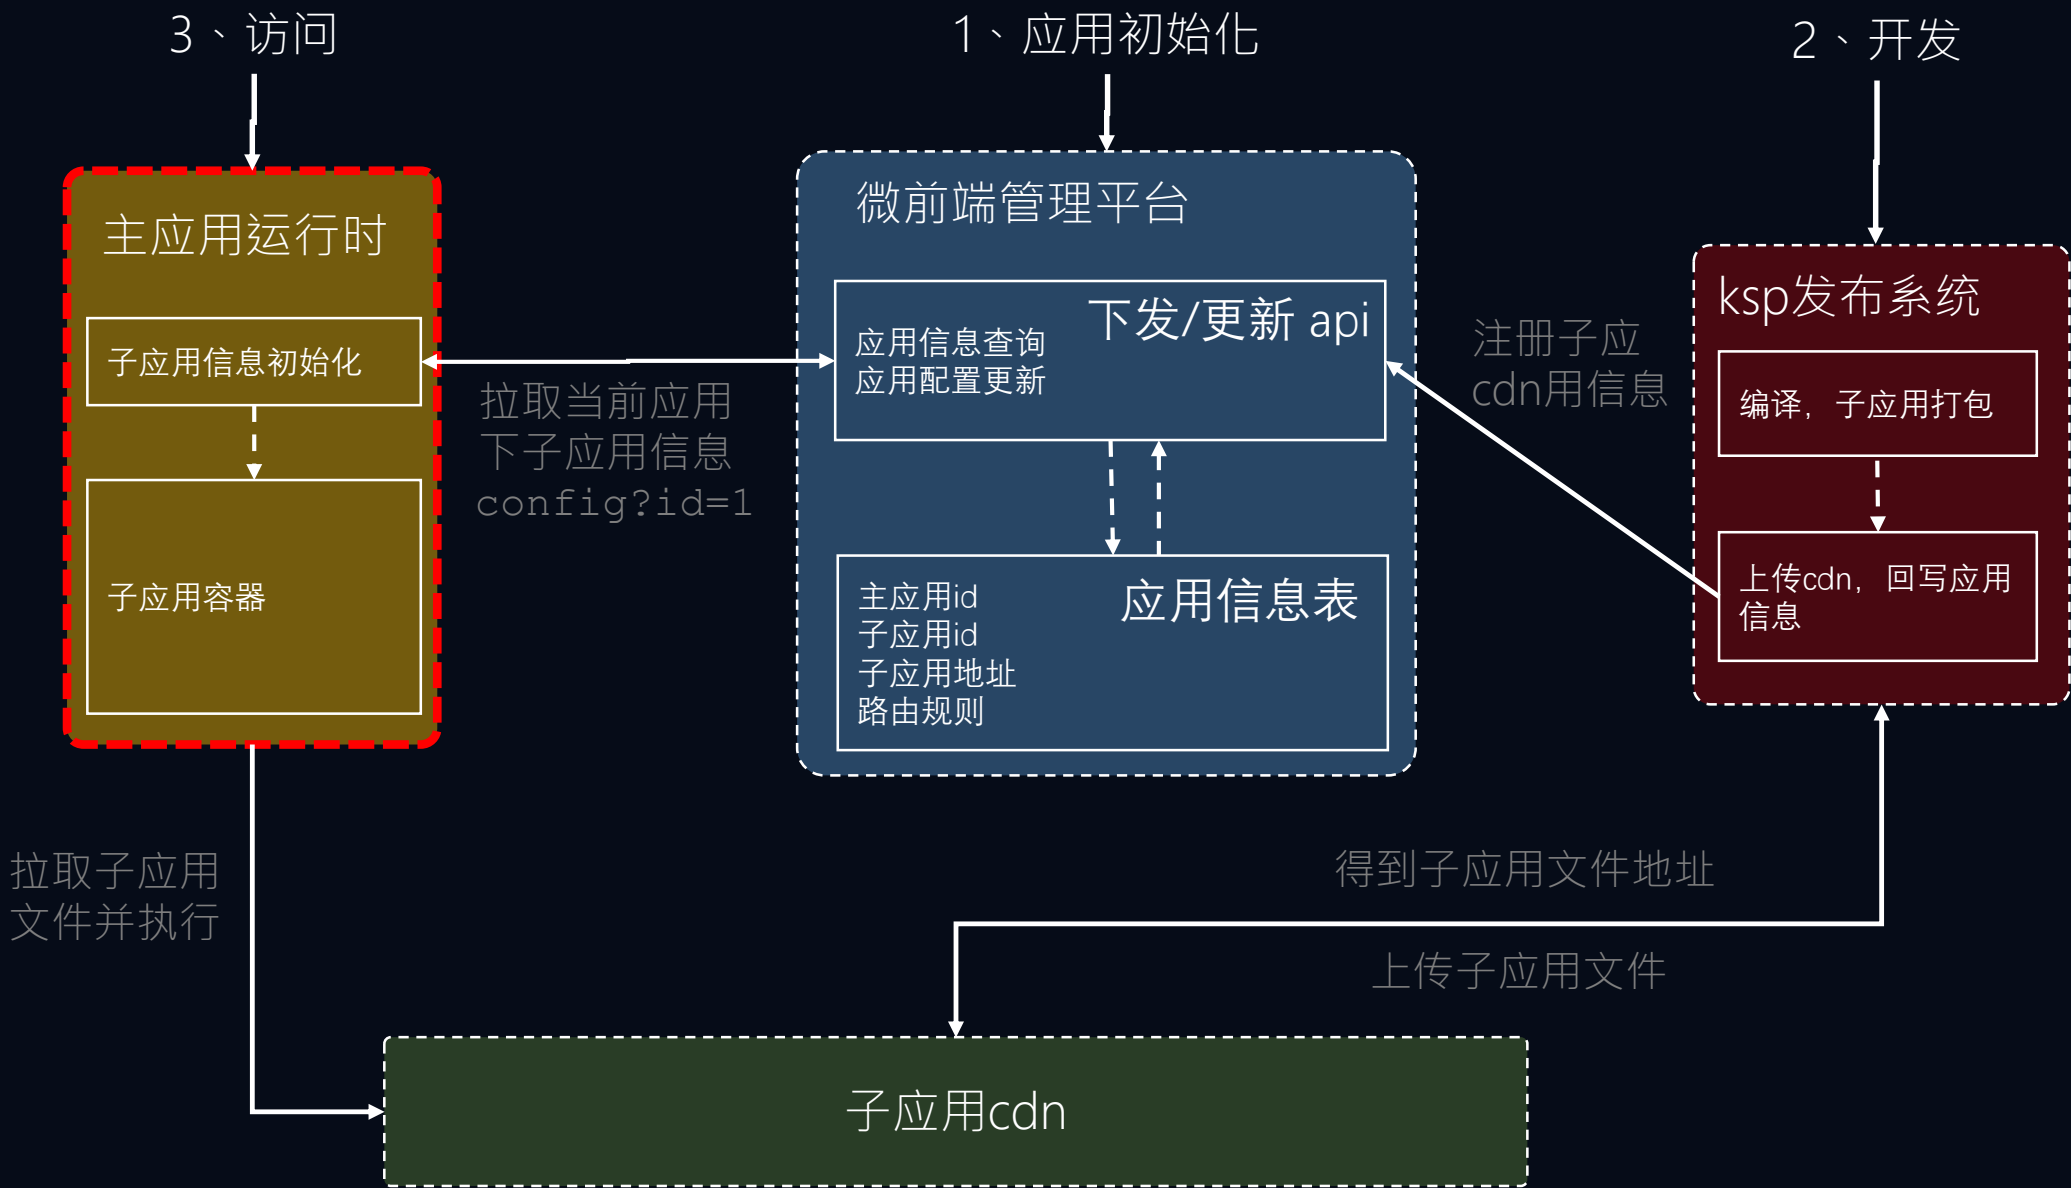 3、访问
1、应用初始化
2、开发
主应用运行时
子应用信息初始化
子应用容器
拉取当前应用
下子应用信息
config?id=1
微前端管理平台
下发/更新 api
应用信息查询
应用配置更新
应用信息表
主应用id
子应用id
子应用地址
路由规则
注册子应
cdn用信息
ksp发布系统
编译，子应用打包
上传cdn，回写应用
信息
拉取子应用
文件并执行
得到子应用文件地址
上传子应用文件
子应用cdn